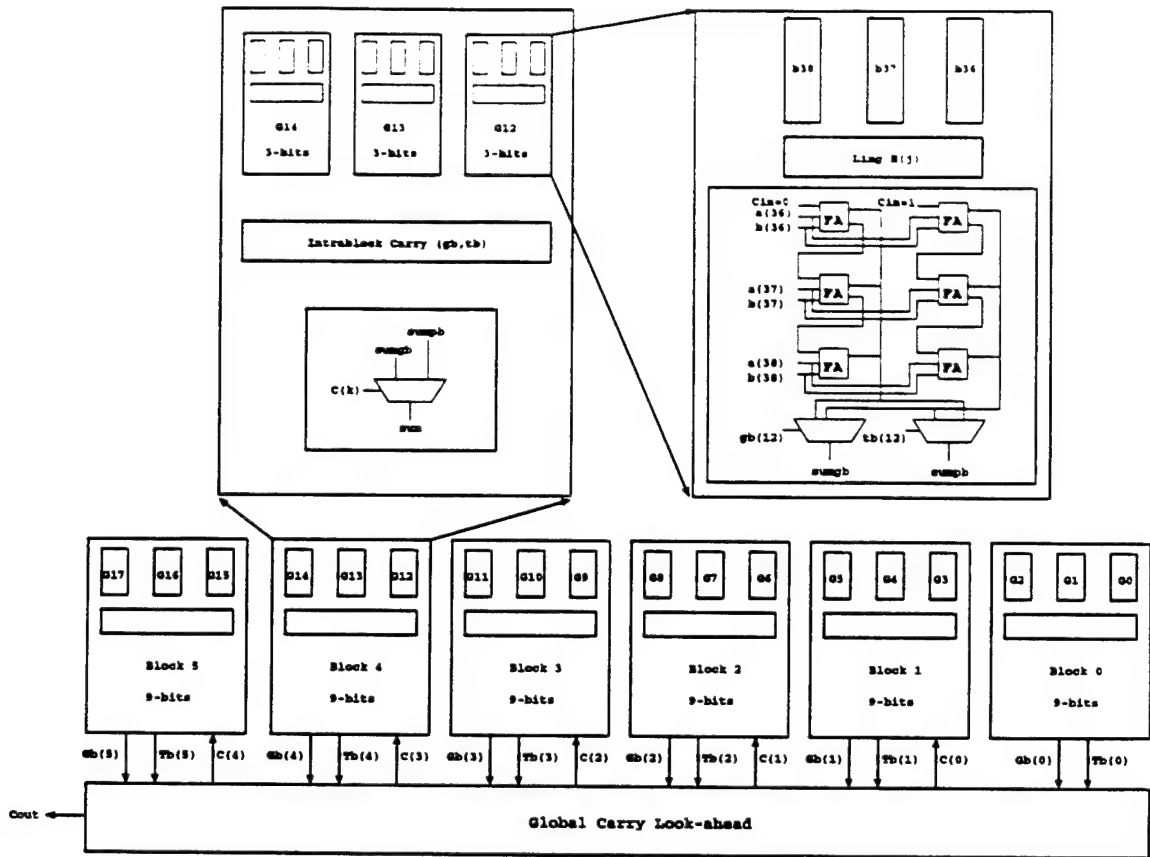 G14
3-bits
G13
3-bits
G12
3-bits
Intrablock Carry (gb,tb)
sumpb
sumgb
C(k)
sum
b38
b37
b36
Ling H(j)
Cin=0
Cin=1
a(36)
b(36)
FA
FA
a(37)
b(37)
FA
FA
a(38)
b(38)
FA
FA
gb(12)
tb(12)
sumgb
sumpb
G17
G16
G15
G14
G13
G12
G11
G10
G9
G8
G7
G6
G5
G4
G3
G2
G1
G0
Block 5
9-bits
Block 4
9-bits
Block 3
9-bits
Block 2
9-bits
Block 1
9-bits
Block 0
9-bits
Gb(5)
Tb(5)
C(4)
Gb(4)
Tb(4)
C(3)
Gb(3)
Tb(3)
C(2)
Gb(2)
Tb(2)
C(1)
Gb(1)
Tb(1)
C(0)
Gb(0)
Tb(0)
Cout
Global Carry Look-ahead